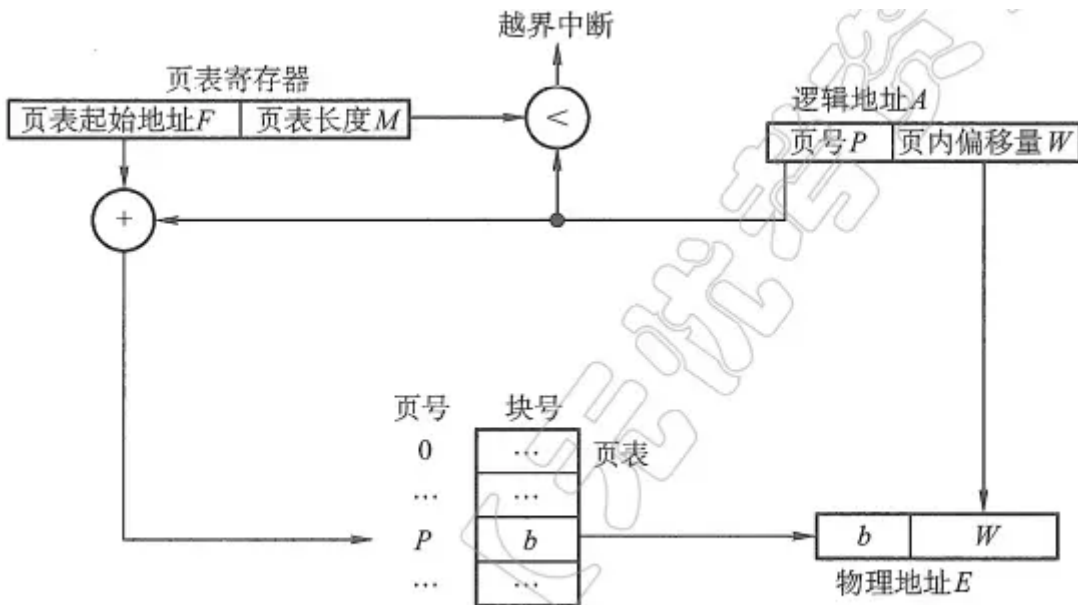 越界中断
页表寄存器
页表起始地址F 页表长度M
<
逻辑地址A
页号P 页内偏移量W
+
页号 块号
0 … 页表
… …
P b
… …
b W
物理地址E